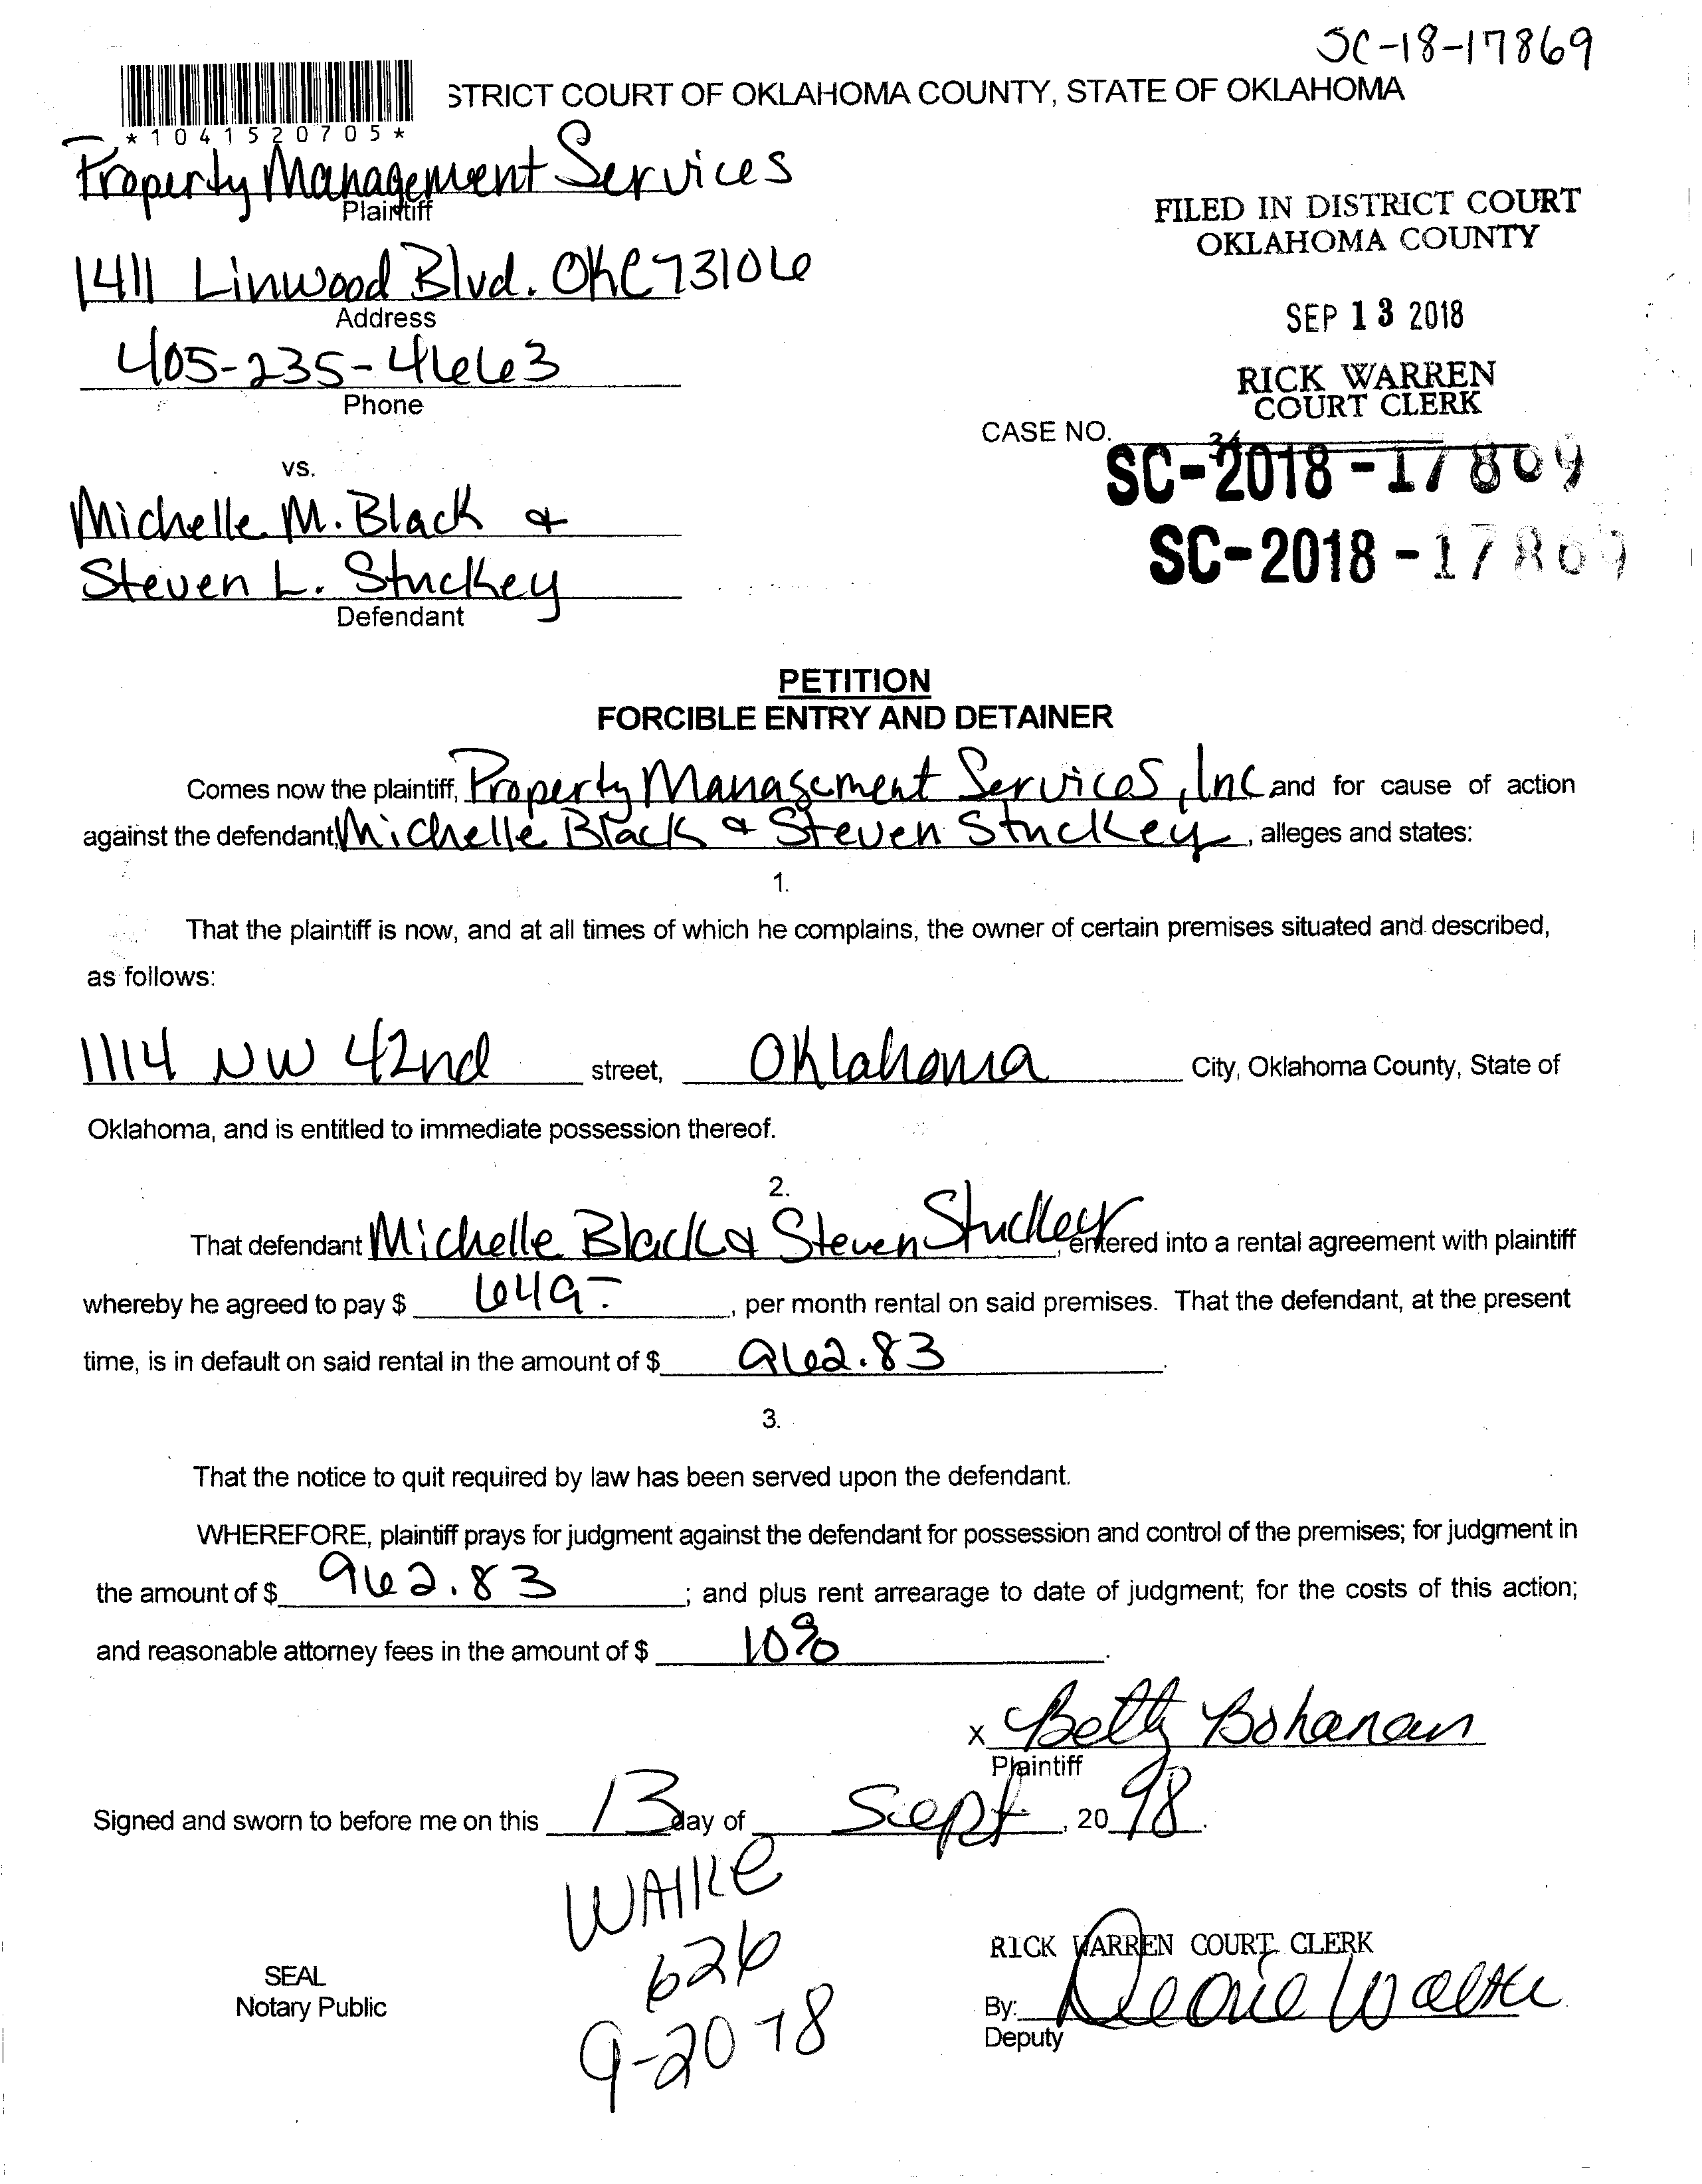 SC-18-17869
STRICT COURT OF OKLAHOMA COUNTY, STATE OF OKLAHOMA
*1041520705*
Property Management Services
Plaintiff
FILED IN DISTRICT COURT
OKLAHOMA COUNTY
1411 Linwood Blvd. OKC 73106
Address
SEP 13 2018
405-235-4663
Phone
RICK WARREN
COURT CLERK
CASE NO.
SC-2018-17869
vs.
Michelle M. Black &
SC-2018-17869
Steven L. Stuckey
Defendant
PETITION
FORCIBLE ENTRY AND DETAINER
Comes now the plaintiff, Property Management Services, Inc and for cause of action
against the defendant, Michelle Black & Steven Stuckey, alleges and states:
1.
That the plaintiff is now, and at all times of which he complains, the owner of certain premises situated and described,
as follows:
1114 NW 42nd street, Oklahoma City, Oklahoma County, State of
Oklahoma, and is entitled to immediate possession thereof.
2.
That defendant Michelle Black & Steven Stuckey, entered into a rental agreement with plaintiff
whereby he agreed to pay $ 649.-, per month rental on said premises. That the defendant, at the present
time, is in default on said rental in the amount of $ 962.83.
3.
That the notice to quit required by law has been served upon the defendant.
WHEREFORE, plaintiff prays for judgment against the defendant for possession and control of the premises; for judgment in
the amount of $ 962.83; and plus rent arrearage to date of judgment; for the costs of this action;
and reasonable attorney fees in the amount of $ 10%.
x Betty Bohanan
Plaintiff
Signed and sworn to before me on this 13 day of Sept, 20 18.
626
RICK WARREN COURT CLERK
SEAL
Notary Public
By:
Deputy
9-20-18